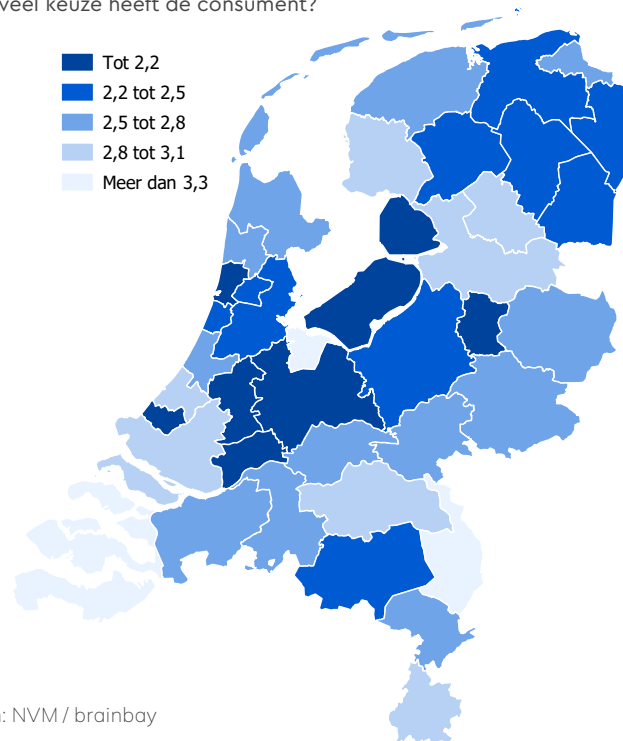 veel keuze heeft de consument?
Tot 2,2
2,2 tot 2,5
2,5 tot 2,8
2,8 tot 3,1
Meer dan 3,3
: NVM / brainbay